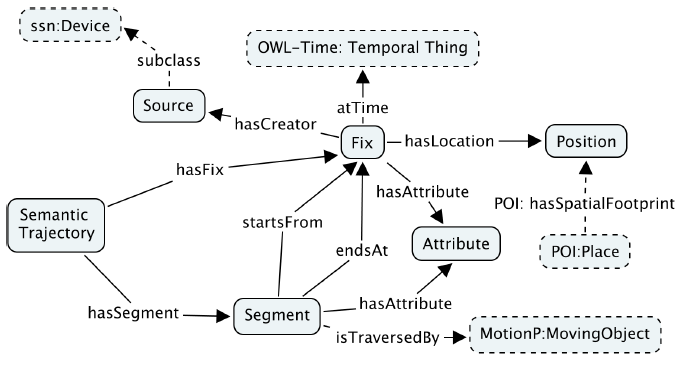 ssn:Device
OWL-Time: Temporal Thing
subclass
Source
atTime
hasCreator
Fix
hasLocation
Position
hasFix
hasAttribute
Semantic
Trajectory
startsFrom
POI: hasSpatialFootprint
endsAt
Attribute
POI:Place
hasSegment
Segment
hasAttribute
isTraversedBy
MotionP:MovingObject